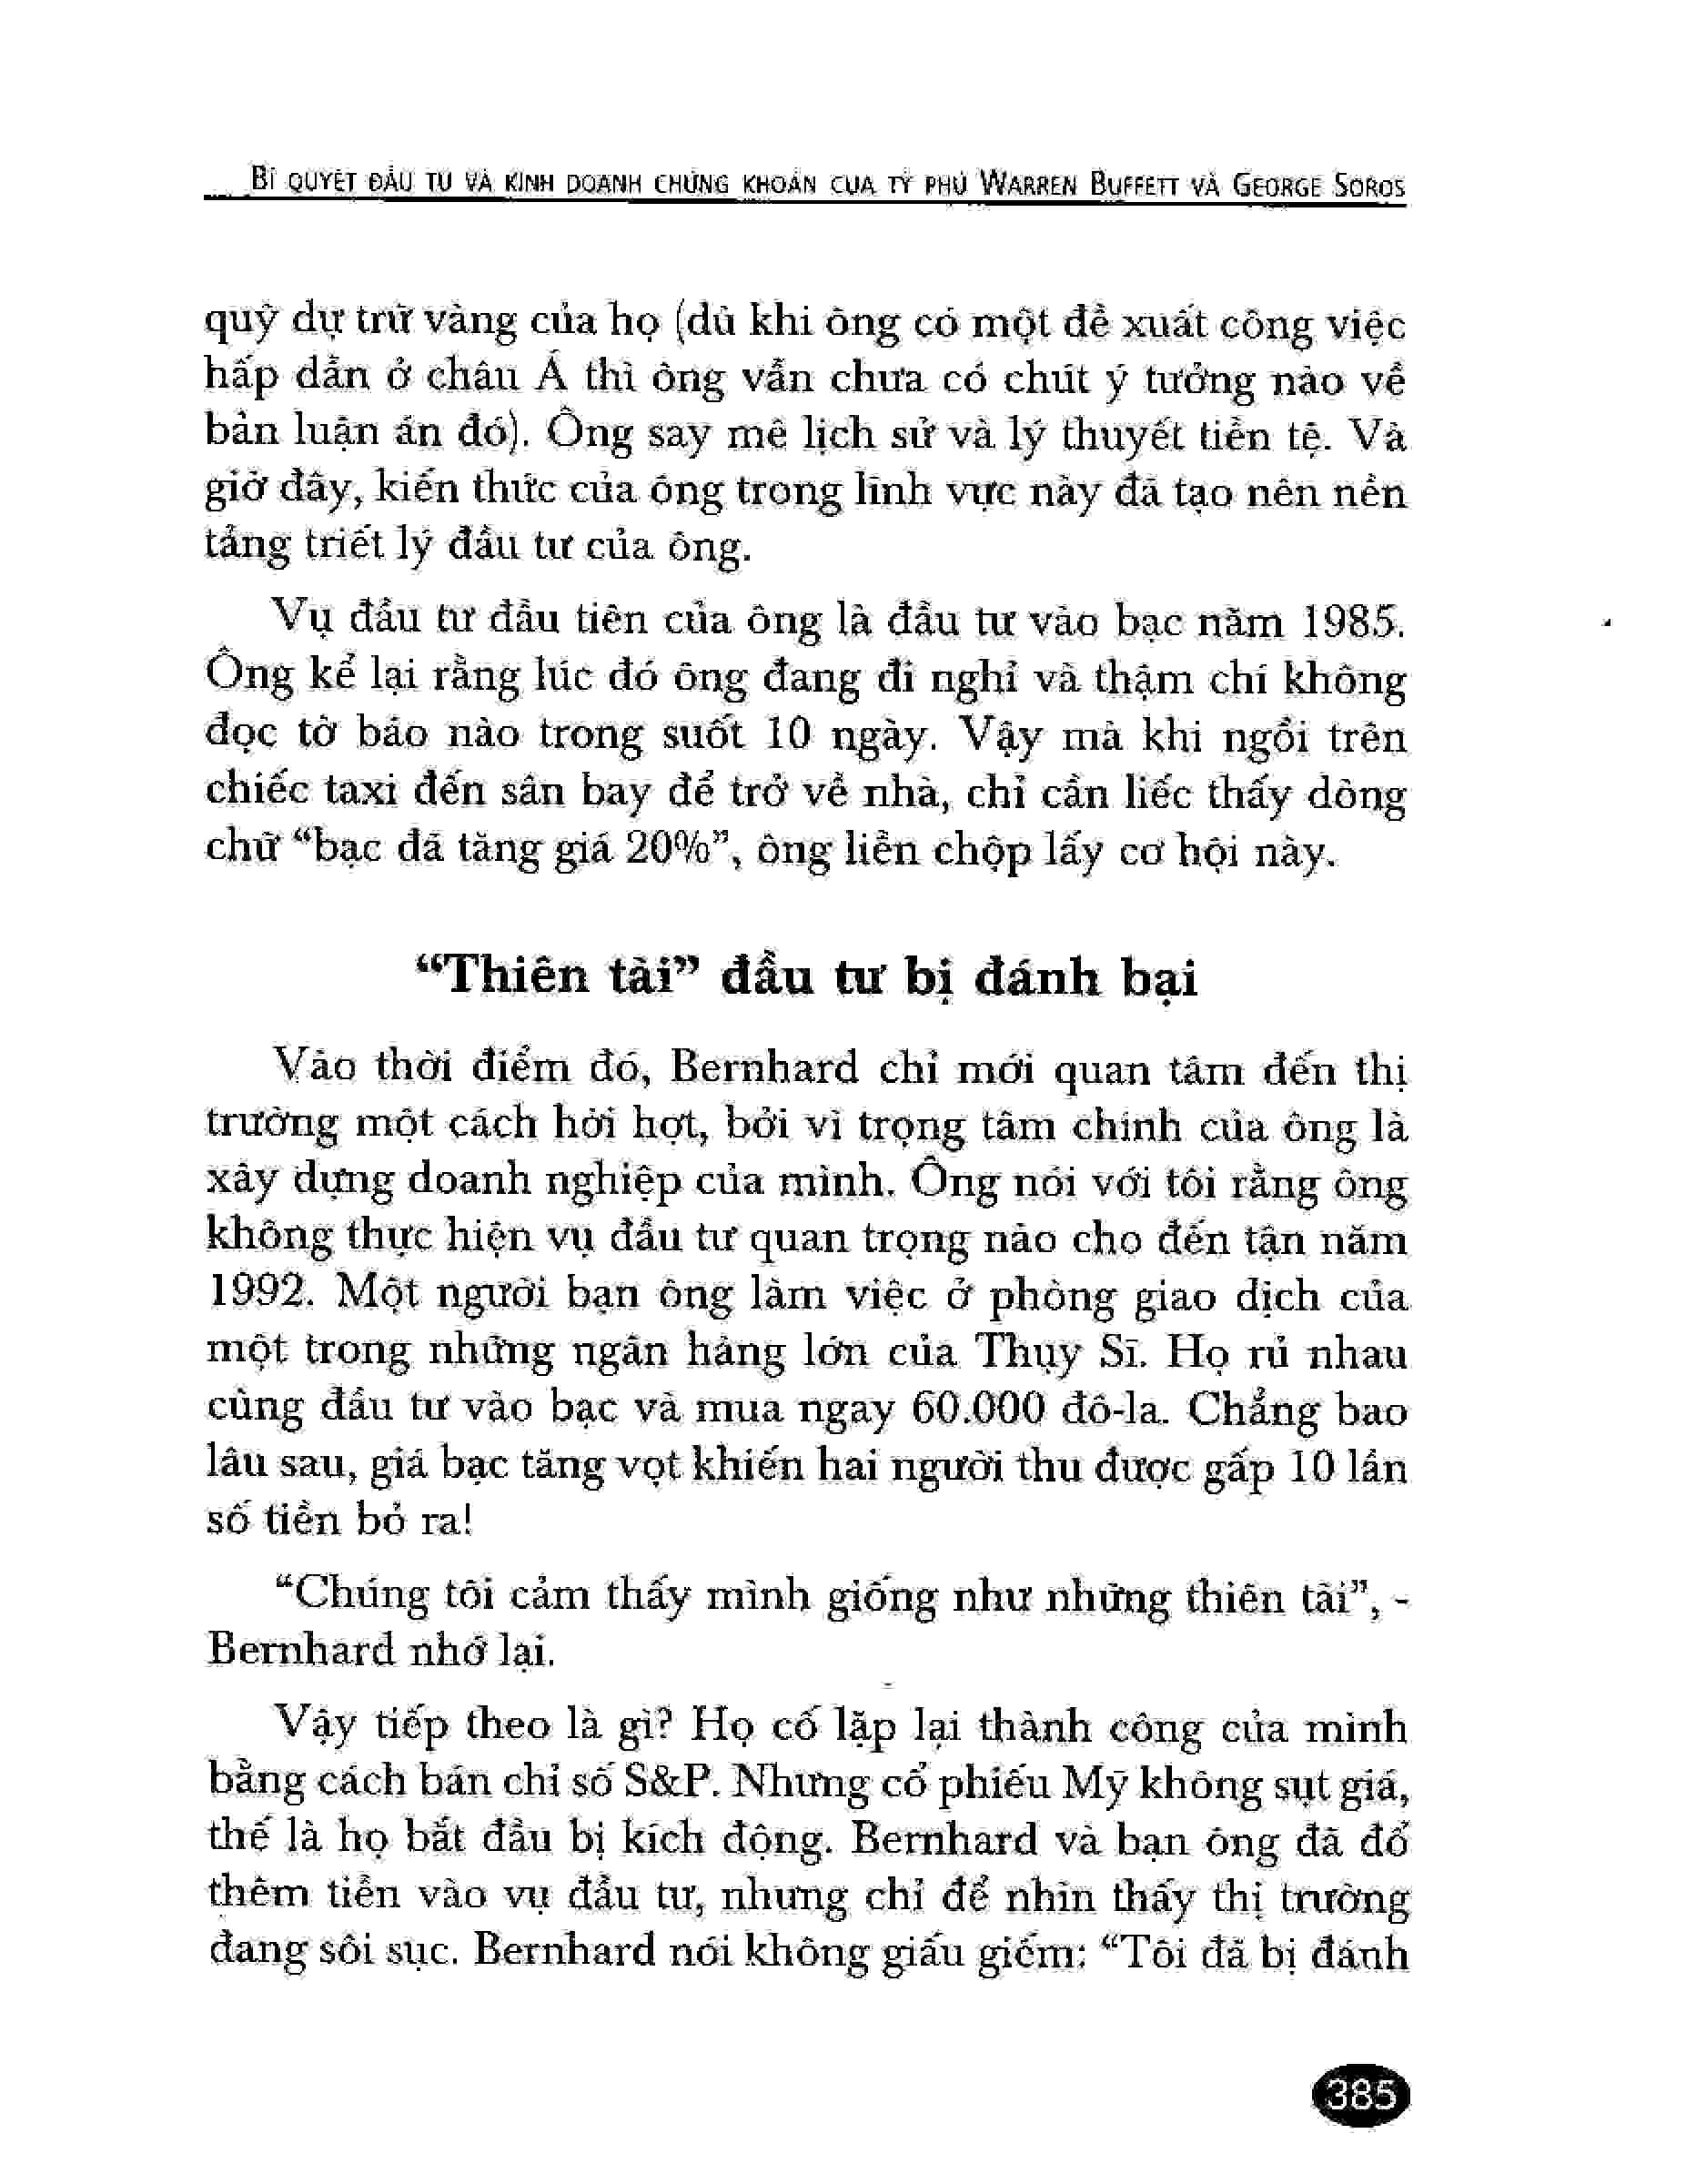 BÍ QUYẾT ĐẦU TƯ VÀ KINH DOANH CHỨNG KHOÁN CỦA TỶ PHÚ WARREN BUFFETT VÀ GEORGE SOROS
quỹ dự trữ vàng của họ (dù khi ông có một đề xuất công việc
hấp dẫn ở châu Á thì ông vẫn chưa có chút ý tưởng nào về
bản luận án đó). Ông say mê lịch sử và lý thuyết tiền tệ. Và
giờ đây, kiến thức của ông trong lĩnh vực này đã tạo nên nền
tảng triết lý đầu tư của ông.
Vụ đầu tư đầu tiên của ông là đầu tư vào bạc năm 1985.
Ông kể lại rằng lúc đó ông đang đi nghỉ và thậm chí không
đọc tờ báo nào trong suốt 10 ngày. Vậy mà khi ngồi trên
chiếc taxi đến sân bay để trở về nhà, chỉ cần liếc thấy dòng
chữ “bạc đã tăng giá 20%”, ông liền chộp lấy cơ hội này.
“Thiên tài” đầu tư bị đánh bại
Vào thời điểm đó, Bernhard chỉ mới quan tâm đến thị
trường một cách hời hợt, bởi vì trọng tâm chính của ông là
xây dựng doanh nghiệp của mình. Ông nói với tôi rằng ông
không thực hiện vụ đầu tư quan trọng nào cho đến tận năm
1992. Một người bạn ông làm việc ở phòng giao dịch của
một trong những ngân hàng lớn của Thụy Sĩ. Họ rủ nhau
cùng đầu tư vào bạc và mua ngay 60.000 đô-la. Chẳng bao
lâu sau, giá bạc tăng vọt khiến hai người thu được gấp 10 lần
số tiền bỏ ra!
“Chúng tôi cảm thấy mình giống như những thiên tài”, -
Bernhard nhớ lại.
Vậy tiếp theo là gì? Họ cố lặp lại thành công của mình
bằng cách bán chỉ số S&P. Nhưng cổ phiếu Mỹ không sụt giá,
thế là họ bắt đầu bị kích động. Bernhard và bạn ông đã đổ
thêm tiền vào vụ đầu tư, nhưng chỉ để nhìn thấy thị trường
đang sôi sục. Bernhard nói không giấu giếm: “Tôi đã bị đánh
385